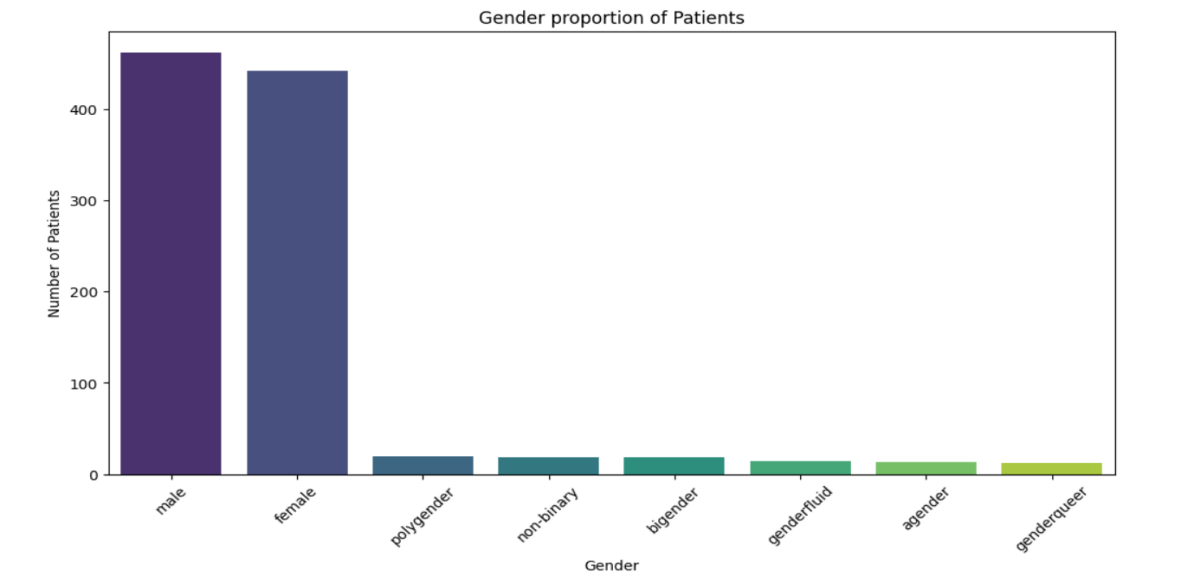 Gender proportion of Patients
Number of Patients
400
300
200
100
0
male
female
polygender
non-binary
bigender
genderfluid
agender
genderqueer
Gender